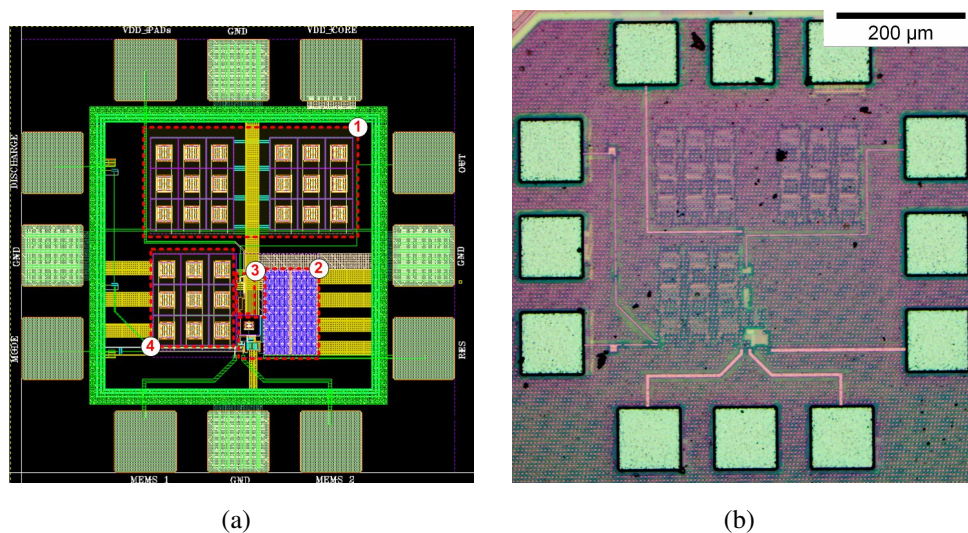 VDD_PADs
GND
VDD_CORE
1
DISCHARGE
OUT
GND
3
2
GND
MODE
4
RES
MEMS_1
GND
MEMS_2
(a)
200 µm
(b)